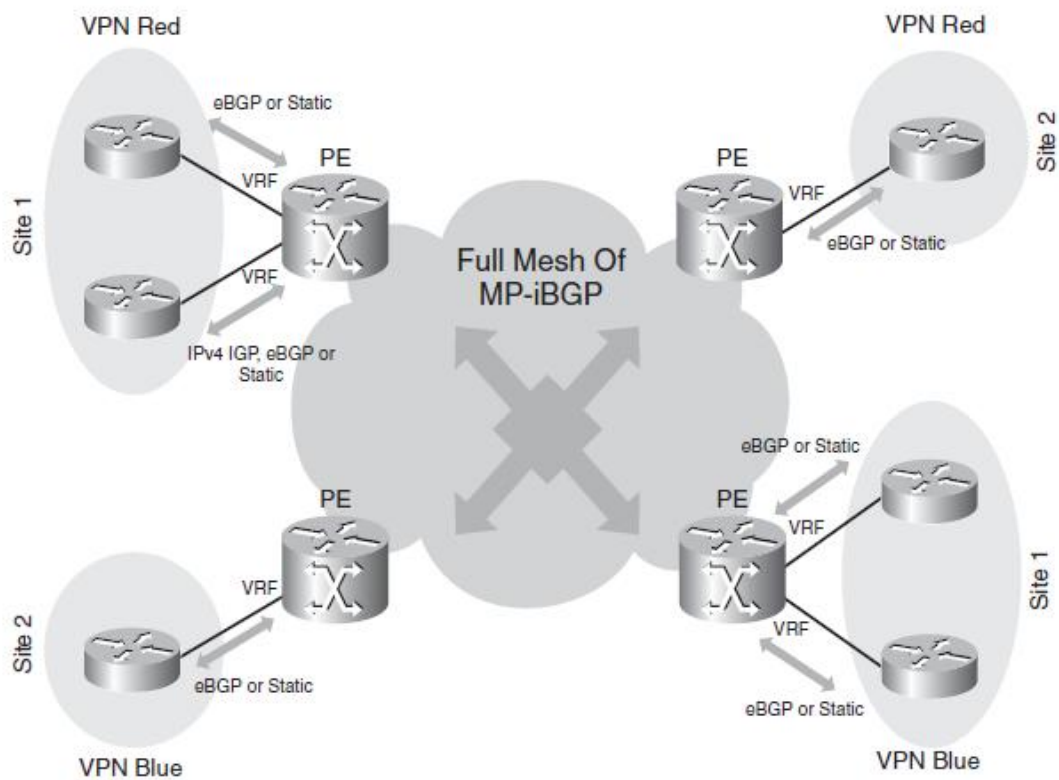 VPN Red
VPN Red
eBGP or Static
PE
VRF
Site 1
VRF
IPv4 IGP, eBGP or
Static
PE
VRF
eBGP or Static
Site 2
Full Mesh Of
MP-iBGP
PE
VRF
Site 2
eBGP or Static
VPN Blue
eBGP or Static
PE
VRF
VRF
Site 1
eBGP or Static
VPN Blue